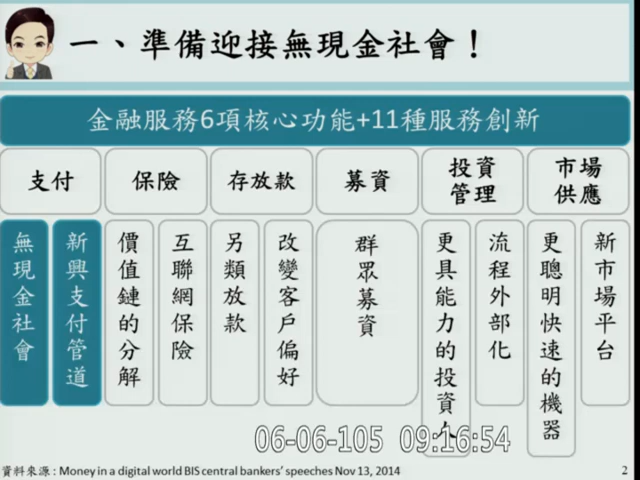 一、準備迎接無現金社會！
金融服務6項核心功能+11種服務創新
支付
保險
存放款
募資
投資
管理
市場
供應
無現金社會
新興支付管道
價值鏈的分解
互聯網保險
另類放款
改變客戶偏好
群眾募資
更具能力的投資人
流程外部化
更聰明快速的機器
新市場平台
06-06-105 09:16:54
資料來源 : Money in a digital world BIS central bankers' speeches Nov 13, 2014
2